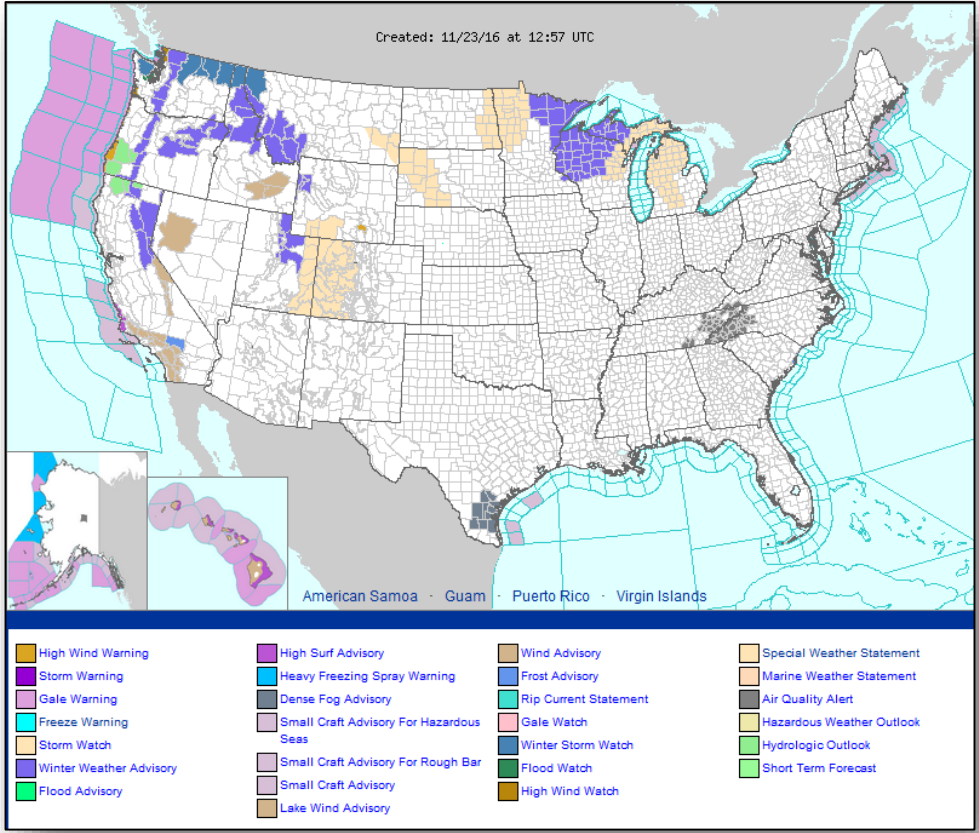 Created: 11/23/16 at 12:57 UTC
American Samoa · Guam · Puerto Rico · Virgin Islands
High Wind Warning
Storm Warning
Gale Warning
Freeze Warning
Storm Watch
Winter Weather Advisory
Flood Advisory
High Surf Advisory
Heavy Freezing Spray Warning
Dense Fog Advisory
Small Craft Advisory For Hazardous
Seas
Small Craft Advisory For Rough Bar
Small Craft Advisory
Lake Wind Advisory
Wind Advisory
Frost Advisory
Rip Current Statement
Gale Watch
Winter Storm Watch
Flood Watch
High Wind Watch
Special Weather Statement
Marine Weather Statement
Air Quality Alert
Hazardous Weather Outlook
Hydrologic Outlook
Short Term Forecast